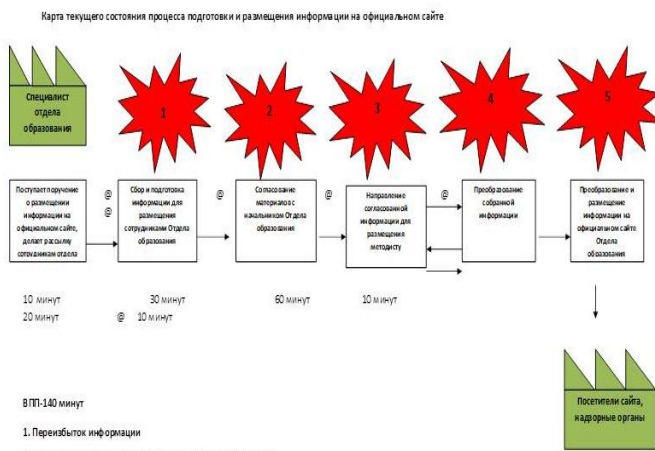 Карта текущего состояния процесса подготовки и размещения информации на официальном сайте
Специалист
отдела
образования
1
2
3
4
5
Поступает поручение
о размещении
информации на
официальном сайте,
делает рассылку
сотрудникам отдела
@
@
Сбор и подготовка
информации для
размещения
сотрудниками Отдела
образования
@
Согласование
материалов с
начальником Отдела
образования
@
Направление
согласованной
информации для
размещения
методисту
@
Преобразование
собранной
информации
Преобразование и
размещение
информации на
официальном сайте
Отдела
образования
10 минут 30 минут 60 минут 10 минут
20 минут @ 10 минут
Посетители сайта,
надзорные органы
ВПП-140 минут
1. Переизбыток информации